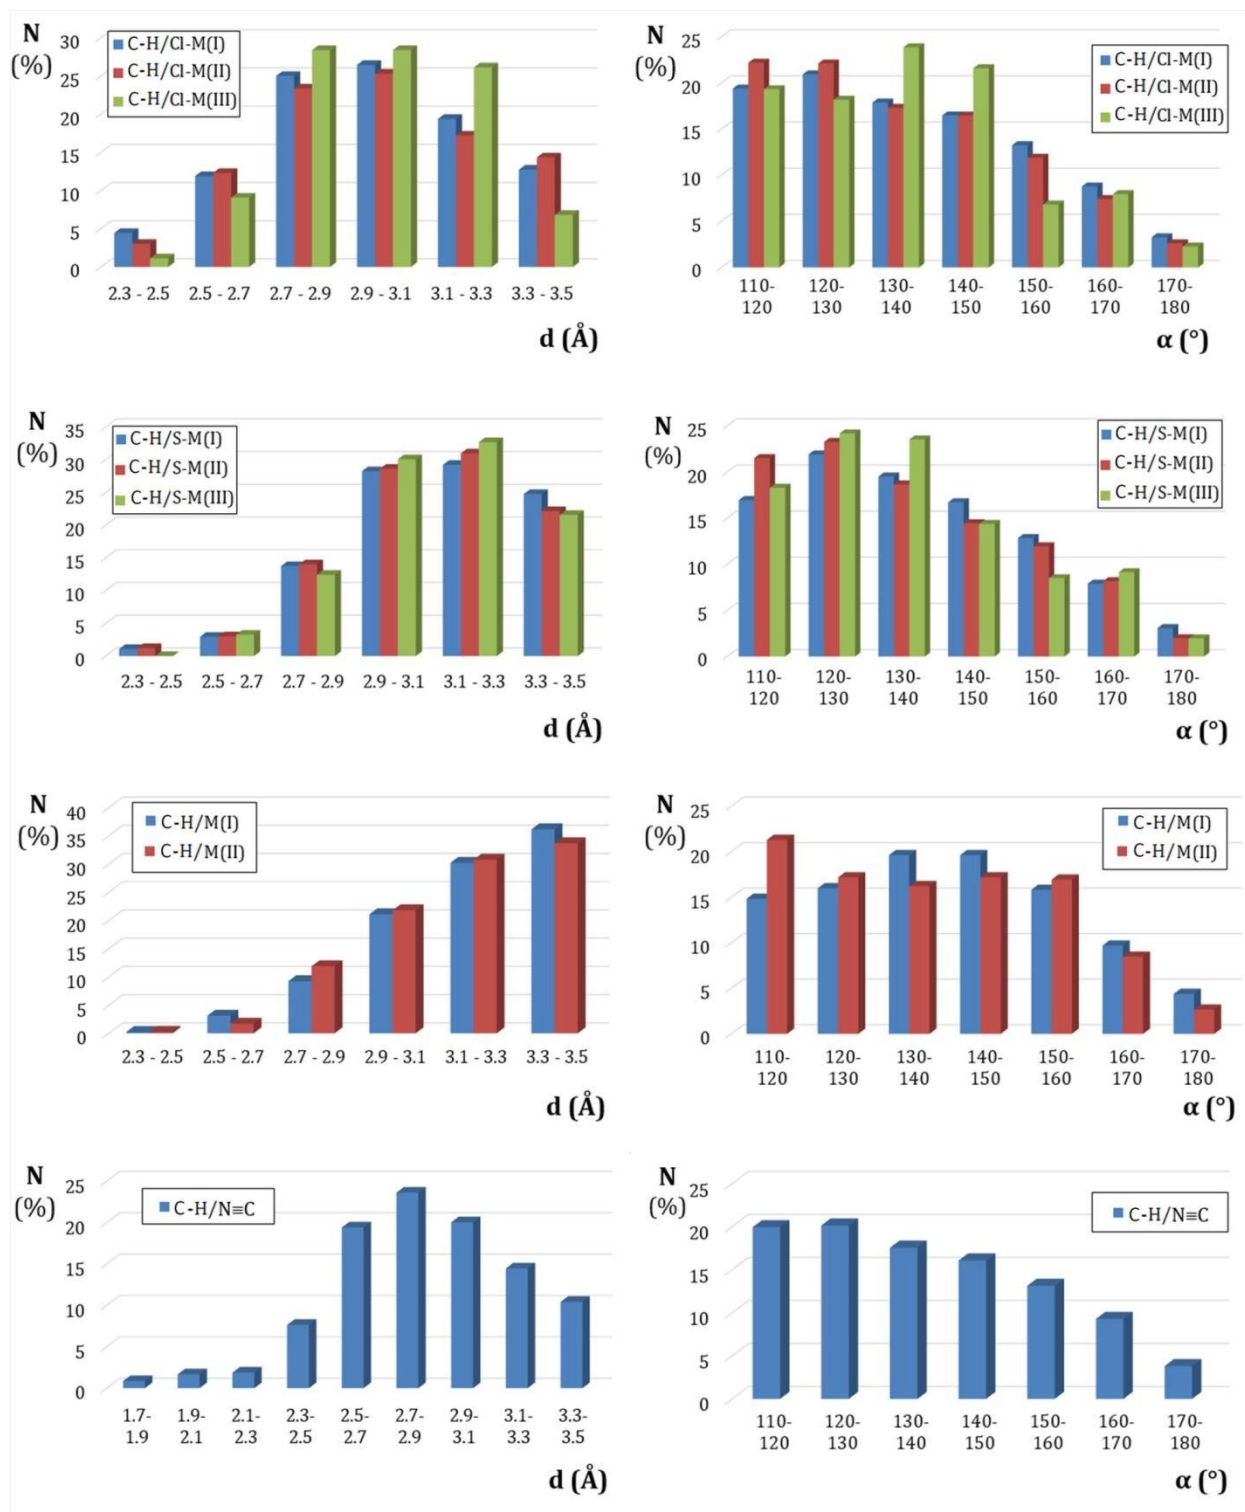 N
(%)
30
25
20
15
10
5
0
C-H/Cl-M(I)
C-H/Cl-M(II)
C-H/Cl-M(III)
2.3 - 2.5 2.5 - 2.7 2.7 - 2.9 2.9 - 3.1 3.1 - 3.3 3.3 - 3.5
d (Å)
N
(%)
25
20
15
10
5
0
C-H/Cl-M(I)
C-H/Cl-M(II)
C-H/Cl-M(III)
110- 120- 130- 140- 150- 160- 170-
120 130 140 150 160 170 180
α (°)
N
(%)
35
30
25
20
15
10
5
0
C-H/S-M(I)
C-H/S-M(II)
C-H/S-M(III)
2.3 - 2.5 2.5 - 2.7 2.7 - 2.9 2.9 - 3.1 3.1 - 3.3 3.3 - 3.5
d (Å)
N
(%)
25
20
15
10
5
0
C-H/S-M(I)
C-H/S-M(II)
C-H/S-M(III)
110- 120- 130- 140- 150- 160- 170-
120 130 140 150 160 170 180
α (°)
N
(%)
40
35
30
25
20
15
10
5
0
C-H/M(I)
C-H/M(II)
2.3 - 2.5 2.5 - 2.7 2.7 - 2.9 2.9 - 3.1 3.1 - 3.3 3.3 - 3.5
d (Å)
N
(%)
25
20
15
10
5
0
C-H/M(I)
C-H/M(II)
110- 120- 130- 140- 150- 160- 170-
120 130 140 150 160 170 180
α (°)
N
(%)
25
20
15
10
5
0
C-H/N≡C
1.7- 1.9- 2.1- 2.3- 2.5- 2.7- 2.9- 3.1- 3.3-
1.9 2.1 2.3 2.5 2.7 2.9 3.1 3.3 3.5
d (Å)
N
(%)
25
20
15
10
5
0
C-H/N≡C
110- 120- 130- 140- 150- 160- 170-
120 130 140 150 160 170 180
α (°)